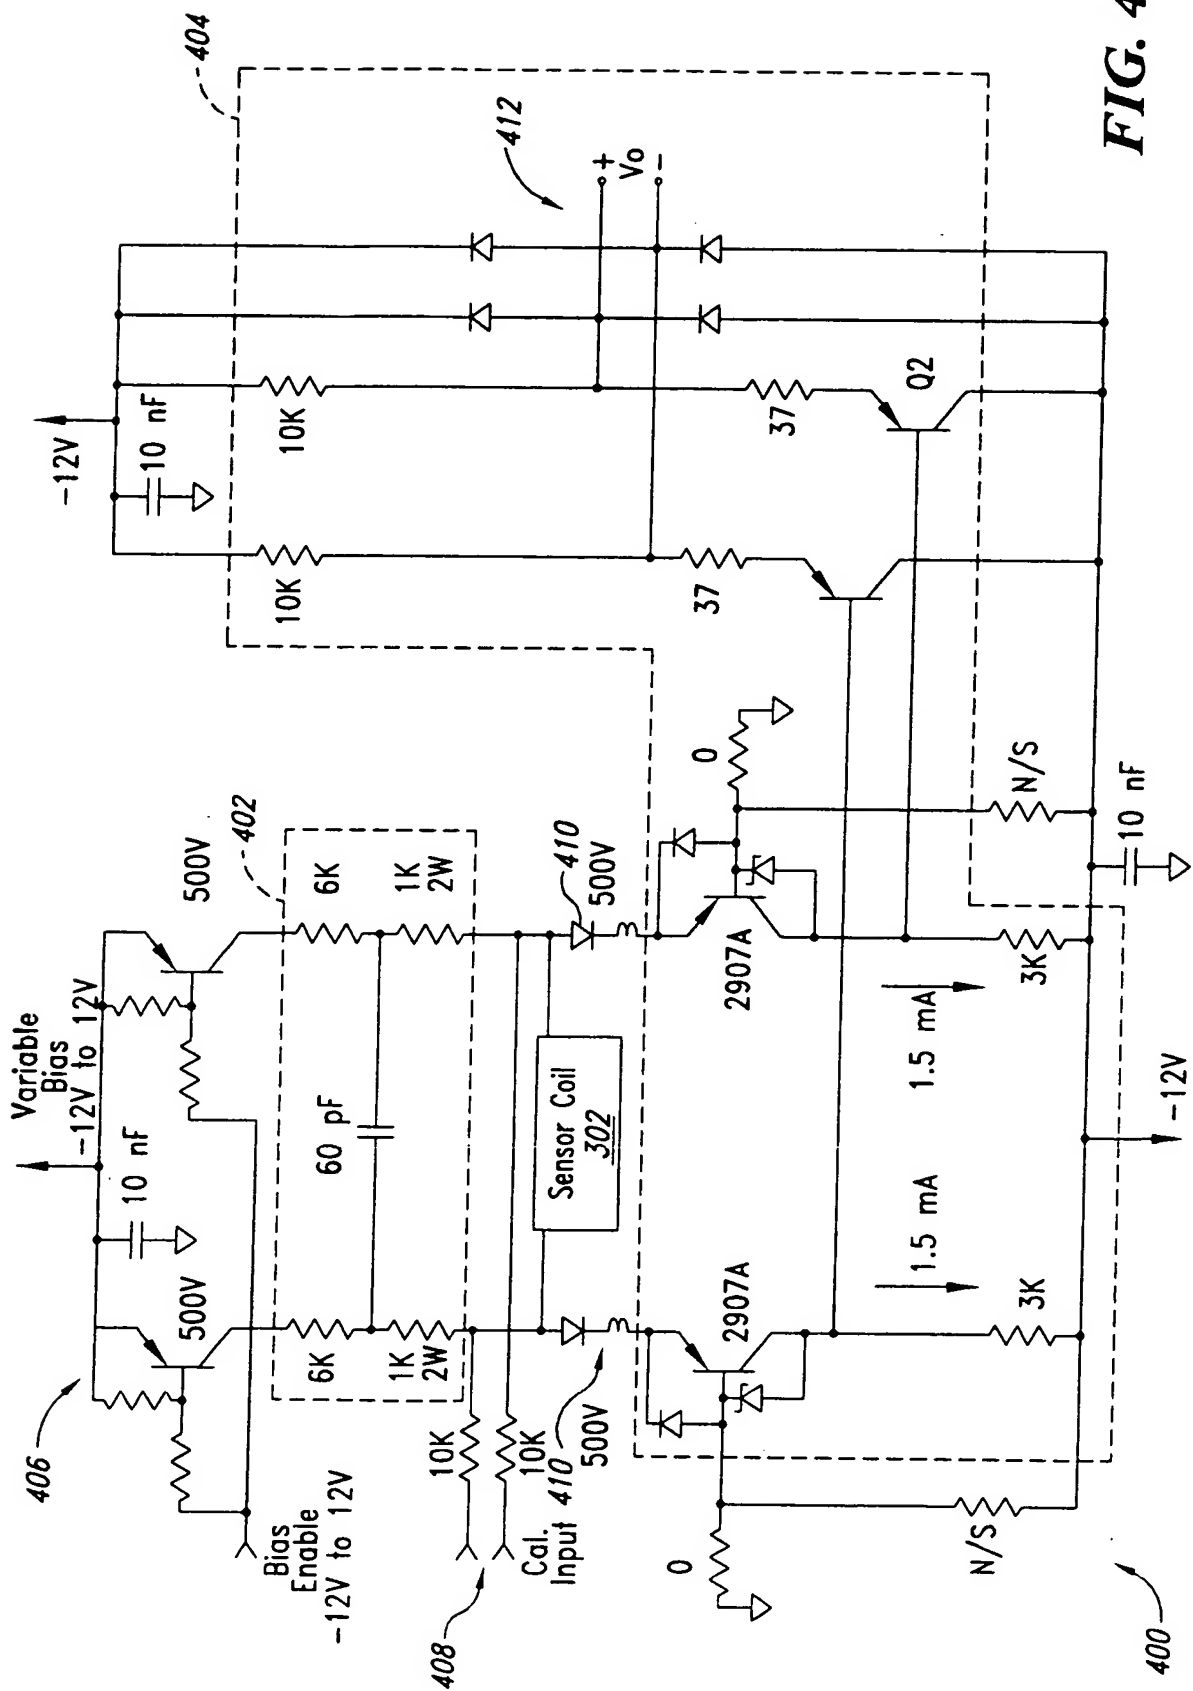 FIG. 4
404
412
+
Vo
-
-12V
10 nF
10K
10K
37
Q2
37
Variable
Bias
-12V to 12V
10 nF
500V
500V
406
402
6K
1K
2W
60 pF
6K
1K
2W
Bias
Enable
-12V to 12V
408
10K
10K
Cal.
Input
410
500V
410
500V
Sensor Coil
302
0
0
2907A
2907A
1.5 mA
1.5 mA
3K
3K
N/S
N/S
10 nF
-12V
400